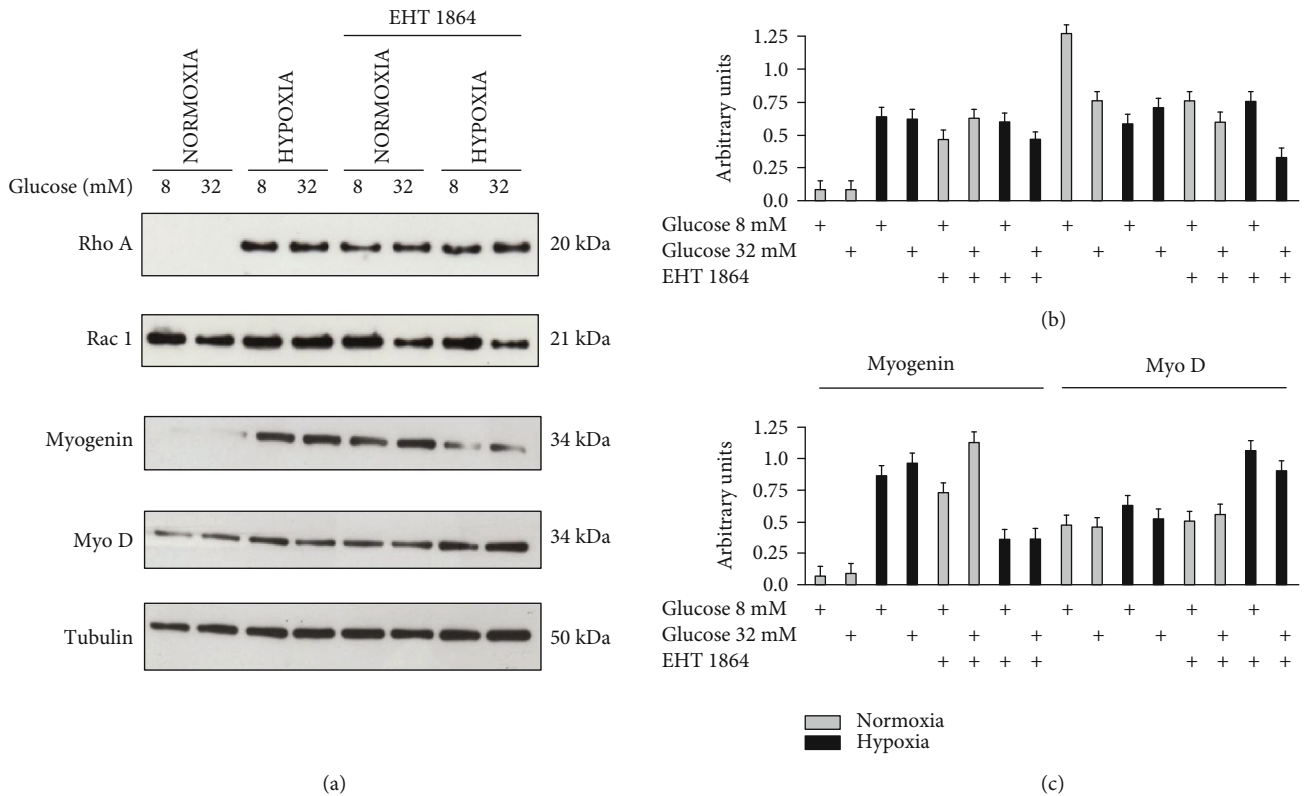 EHT 1864
NORMOXIA
HYPOXIA
NORMOXIA
HYPOXIA
Glucose (mM) 8 32 8 32 8 32 8 32
Rho A 20 kDa
Rac 1 21 kDa
Myogenin 34 kDa
Myo D 34 kDa
Tubulin 50 kDa
(a)
Arbitrary units
1.25
1.0
0.75
0.5
0.25
0.0
Glucose 8 mM + + + + + + + +
Glucose 32 mM + + + + + + + +
EHT 1864 + + + + + + + +
(b)
Myogenin Myo D
Arbitrary units
1.25
1.0
0.75
0.5
0.25
0.0
Glucose 8 mM + + + + + + + +
Glucose 32 mM + + + + + + + +
EHT 1864 + + + + + + + +
Normoxia
Hypoxia
(c)